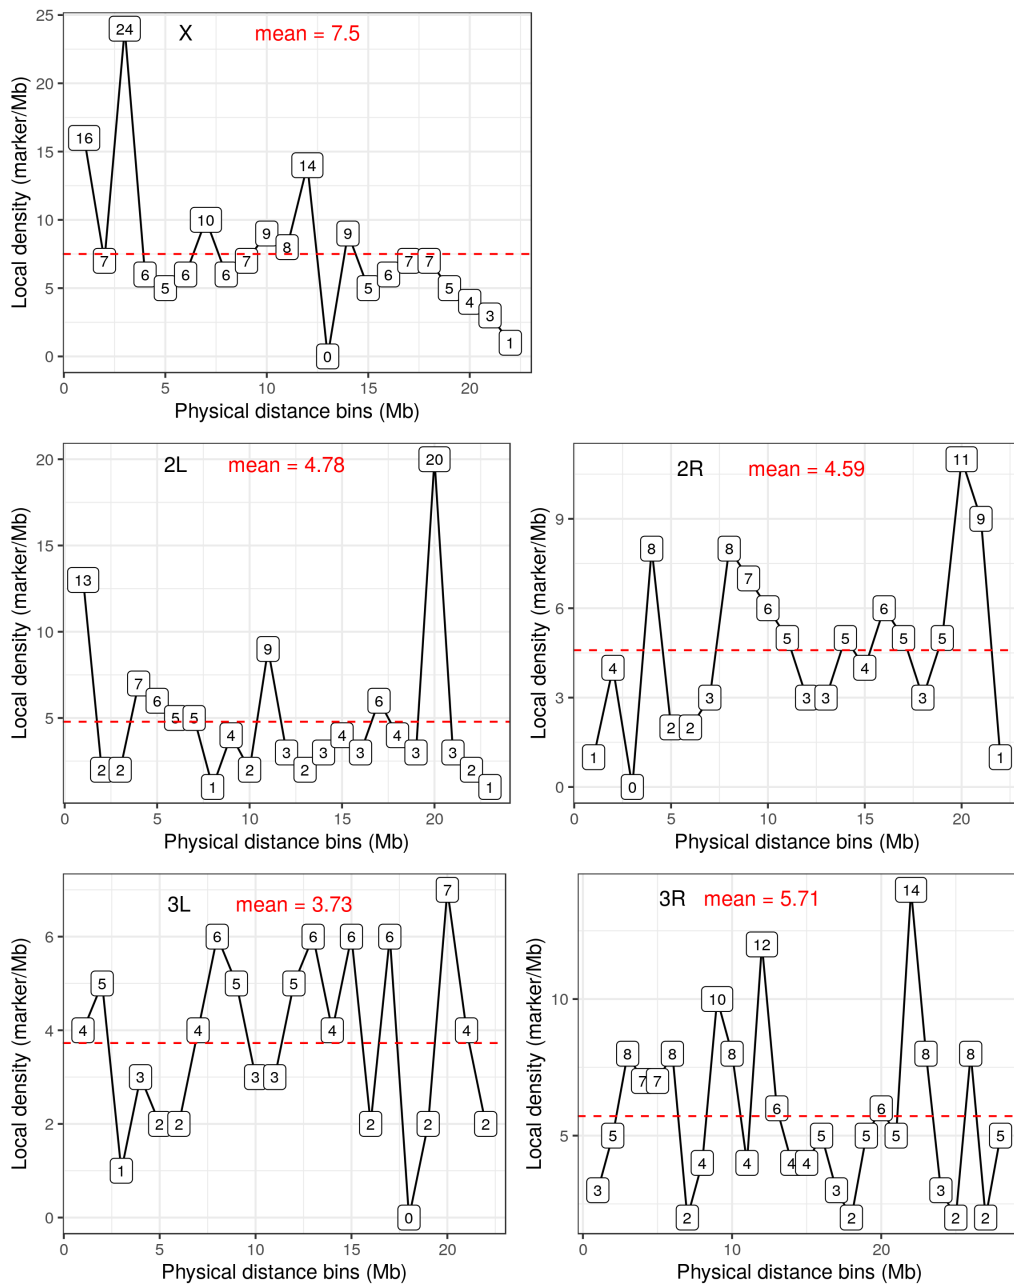 X mean = 7.5
Local density (marker/Mb)
25
20
15
10
5
0
16 7 24 6 5 6 10 6 7 9 8 14 0 9 5 6 7 7 5 4 3 1
0 5 10 15 20
Physical distance bins (Mb)
2L mean = 4.78
Local density (marker/Mb)
20
15
10
5
13 2 2 7 6 5 5 1 4 2 9 3 2 3 4 3 6 4 3 20 3 2 1
0 5 10 15 20
Physical distance bins (Mb)
2R mean = 4.59
Local density (marker/Mb)
9
6
3
0
1 4 0 8 2 2 3 8 7 6 5 3 3 5 4 6 5 3 5 11 9 1
0 5 10 15 20
Physical distance bins (Mb)
3L mean = 3.73
Local density (marker/Mb)
6
4
2
0
4 5 1 3 2 2 4 6 5 3 3 5 6 4 6 2 6 0 2 7 4 2
0 5 10 15 20
Physical distance bins (Mb)
3R mean = 5.71
Local density (marker/Mb)
10
5
3 5 8 7 7 8 2 4 10 8 4 12 6 4 4 5 3 2 5 6 5 14 8 3 2 8 2 5
0 10 20
Physical distance bins (Mb)